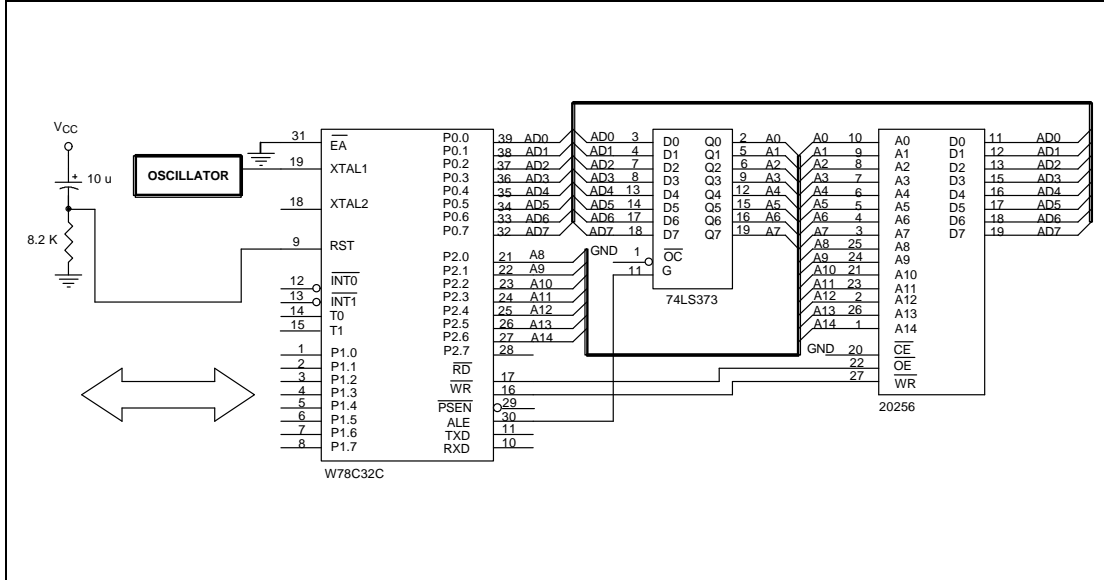 VCC
+
10 u
8.2 K
OSCILLATOR
31 EA
19 XTAL1
18 XTAL2
9 RST
12 INT0
13 INT1
14 T0
15 T1
1 P1.0
2 P1.1
3 P1.2
4 P1.3
5 P1.4
6 P1.5
7 P1.6
8 P1.7
P0.0 39 AD0
P0.1 38 AD1
P0.2 37 AD2
P0.3 36 AD3
P0.4 35 AD4
P0.5 34 AD5
P0.6 33 AD6
P0.7 32 AD7
P2.0 21 A8
P2.1 22 A9
P2.2 23 A10
P2.3 24 A11
P2.4 25 A12
P2.5 26 A13
P2.6 27 A14
P2.7 28
RD 17
WR 16
PSEN 29
ALE 30
TXD 11
RXD 10
W78C32C
AD0 3 D0 Q0 2 A0
AD1 4 D1 Q1 5 A1
AD2 7 D2 Q2 6 A2
AD3 8 D3 Q3 9 A3
AD4 13 D4 Q4 12 A4
AD5 14 D5 Q5 15 A5
AD6 17 D6 Q6 16 A6
AD7 18 D7 Q7 19 A7
GND 1 OC
11 G
74LS373
A0 10 A0 D0 11 AD0
A1 9 A1 D1 12 AD1
A2 8 A2 D2 13 AD2
A3 7 A3 D3 15 AD3
A4 6 A4 D4 16 AD4
A5 5 A5 D5 17 AD5
A6 4 A6 D6 18 AD6
A7 3 A7 D7 19 AD7
A8 25 A8
A9 24 A9
A10 21 A10
A11 23 A11
A12 2 A12
A13 26 A13
A14 1 A14
GND 20 CE
22 OE
27 WR
20256